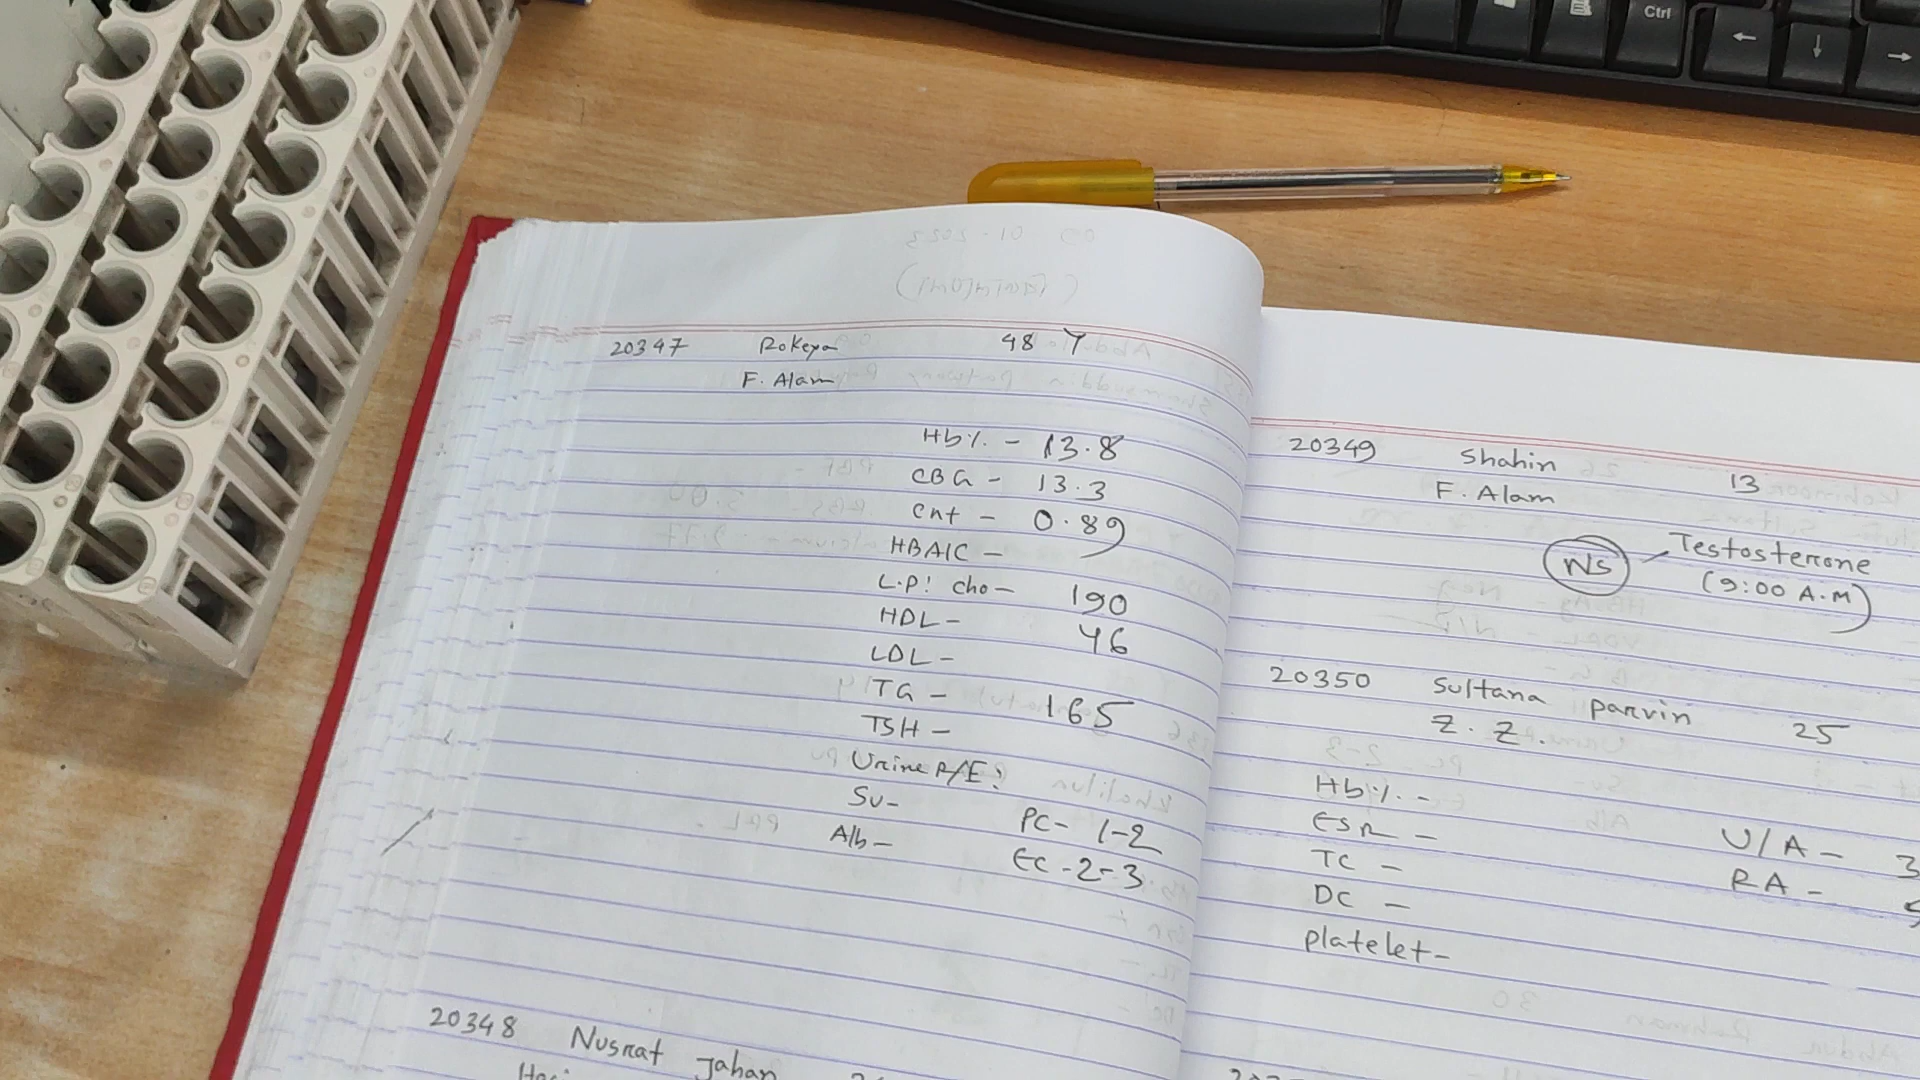 Ctrl
20347 Rokeya 48 Y
F. Alam
Hb% - 13.8
CBG - 13.3
Crt - 0.89
HBA1C -
L.P! cho - 190
HDL - 46
LDL -
TG - 165
TSH -
Urine R/E:
Su-
PC- 1-2
Alb-
EC-2-3
20348 Nusrat Jahan
20349 Shahin 13
F. Alam
NS - Testosterone
(9:00 A.M)
20350 Sultana parvin 25
Z. Z.
Hb% -
ESR -
U/A - 3
TC -
RA -
DC -
platelet -